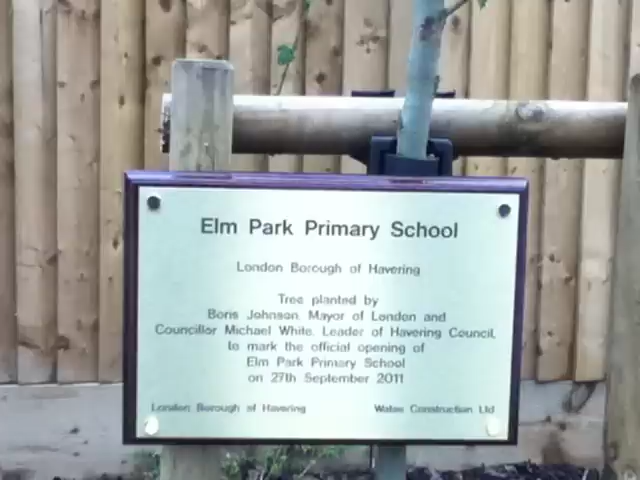 Elm Park Primary School
London Borough of Havering
Tree planted by
Boris Johnson, Mayor of London and
Councillor Michael White, Leader of Havering Council,
to mark the official opening of
Elm Park Primary School
on 27th September 2011
London Borough of Havering
Wates Construction Ltd